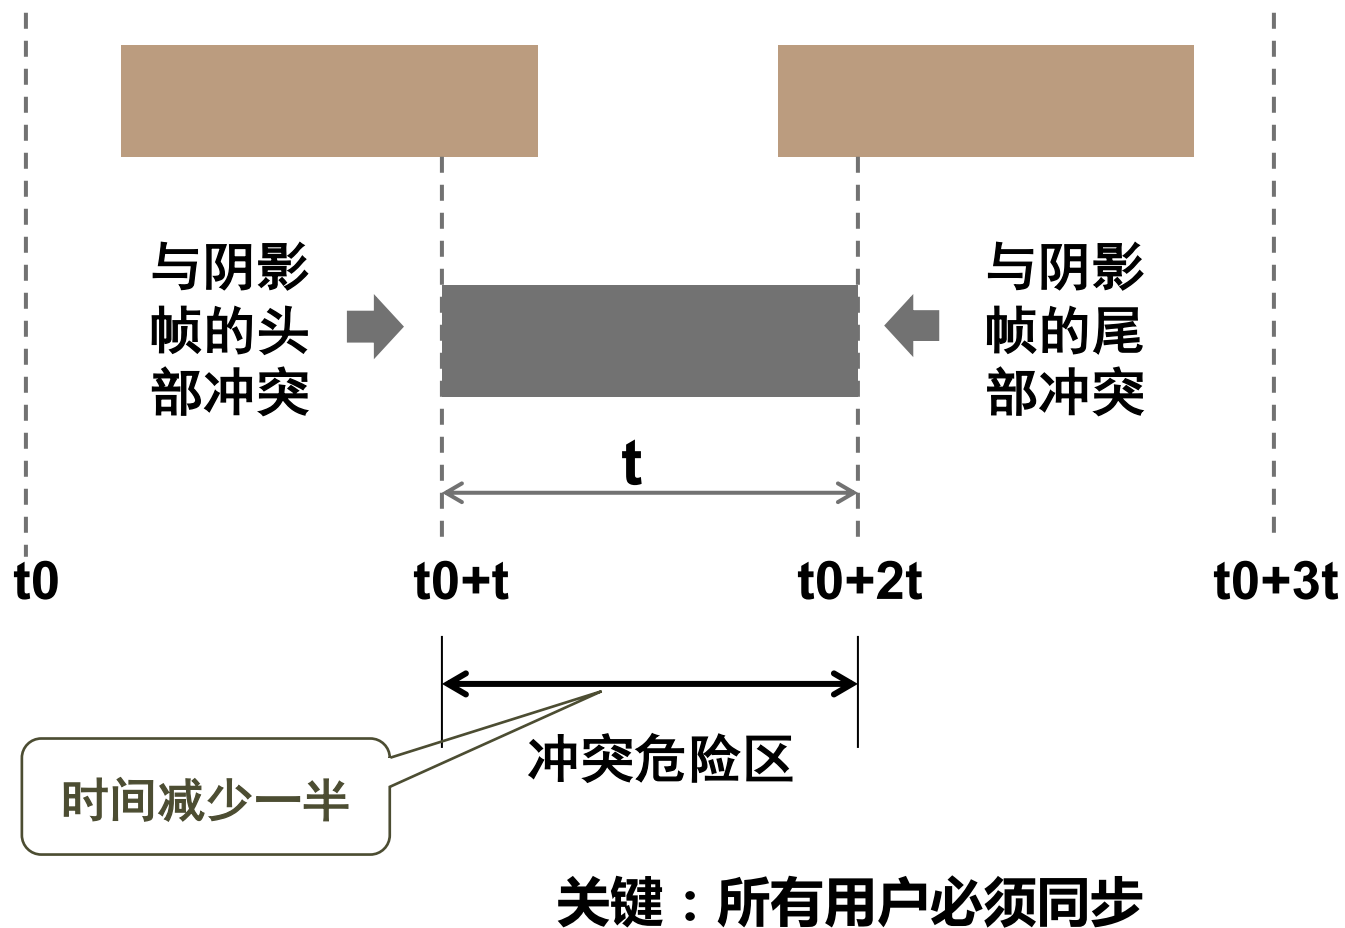 与阴影
帧的头
部冲突
与阴影
帧的尾
部冲突
t
t0
t0+t
t0+2t
t0+3t
冲突危险区
时间减少一半
关键：所有用户必须同步